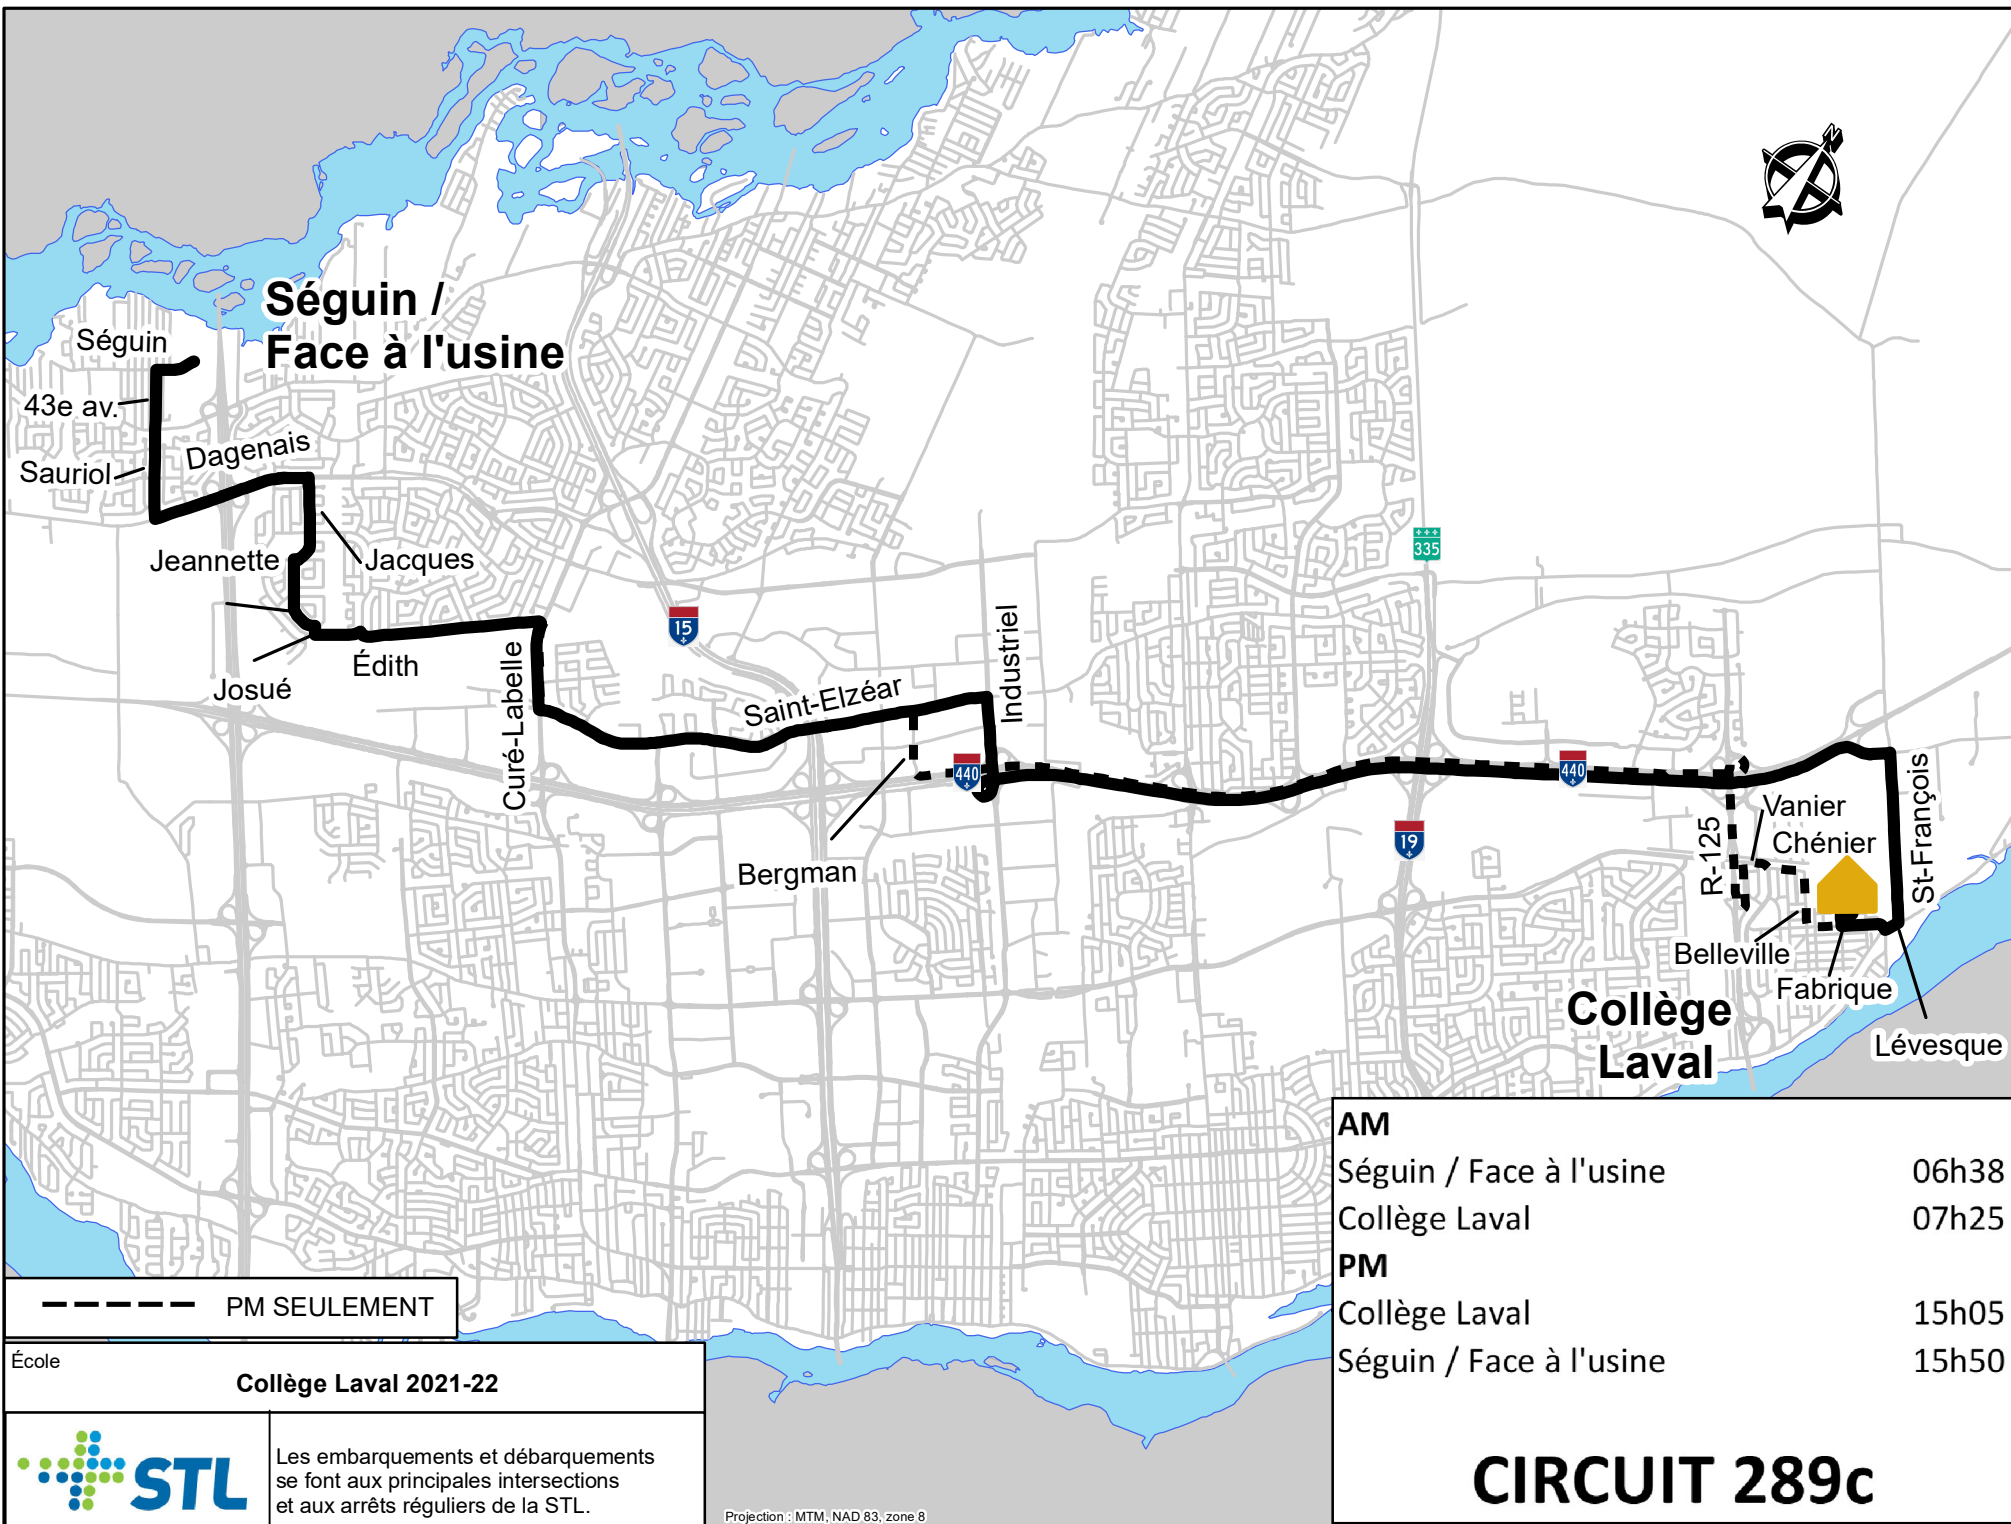 N
Séguin /
Face à l'usine
Séguin
43e av.
Dagenais
Sauriol
Jeannette
Jacques
335
15
Industriel
Curé-Labelle
Édith
Josué
Saint-Elzéar
440
440
Vanier
Chénier
19
R-125
St-François
Bergman
Belleville
Fabrique
Collège
Laval
Lévesque
AM
Séguin / Face à l'usine 06h38
Collège Laval 07h25
PM
Collège Laval 15h05
Séguin / Face à l'usine 15h50
CIRCUIT 289c
PM SEULEMENT
École
Collège Laval 2021-22
STL
Les embarquements et débarquements
se font aux principales intersections
et aux arrêts réguliers de la STL.
Projection : MTM, NAD 83, zone 8